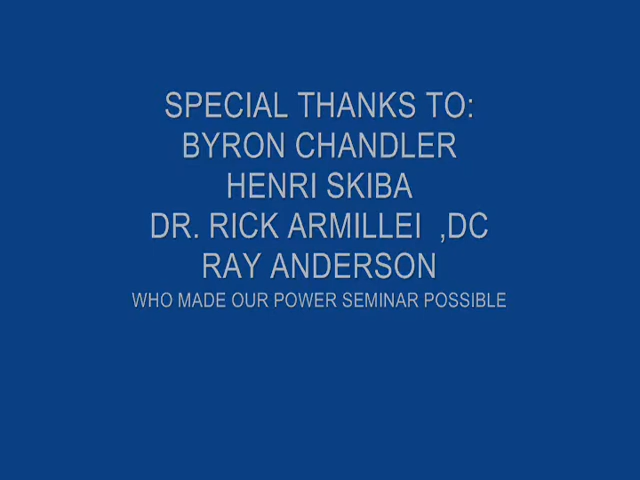 SPECIAL THANKS TO:
BYRON CHANDLER
HENRI SKIBA
DR. RICK ARMILLEI  ,DC
RAY ANDERSON
WHO MADE OUR POWER SEMINAR POSSIBLE